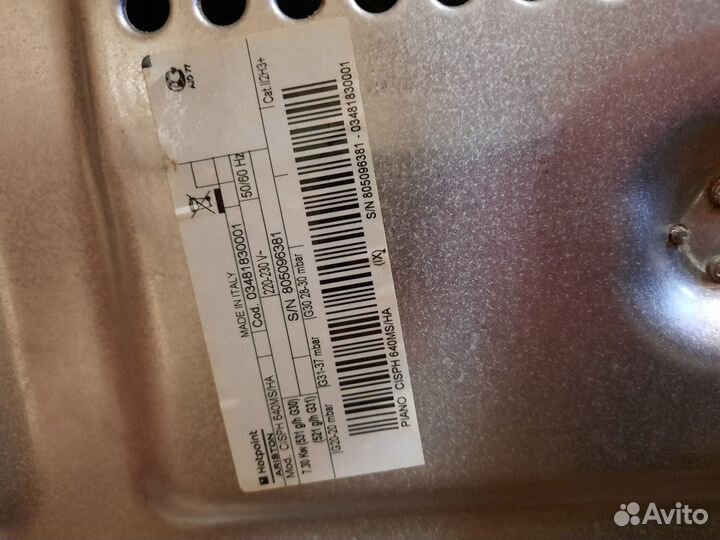 Hotpoint
ARISTON
MADE IN ITALY
Mod. CISPH 640MS/HA
Cod. 03481830001
7.30 Kw (531 g/h G30)
(521 g/h G31)
220-230 V~
50/60 Hz
S/N 805096381
Cat.II2H3+
G20-20 mbar
G31-37 mbar
G30 28-30 mbar
PIANO CISPH 640MS/HA
(IX)
S/N 805096381 - 03481830001
Avito